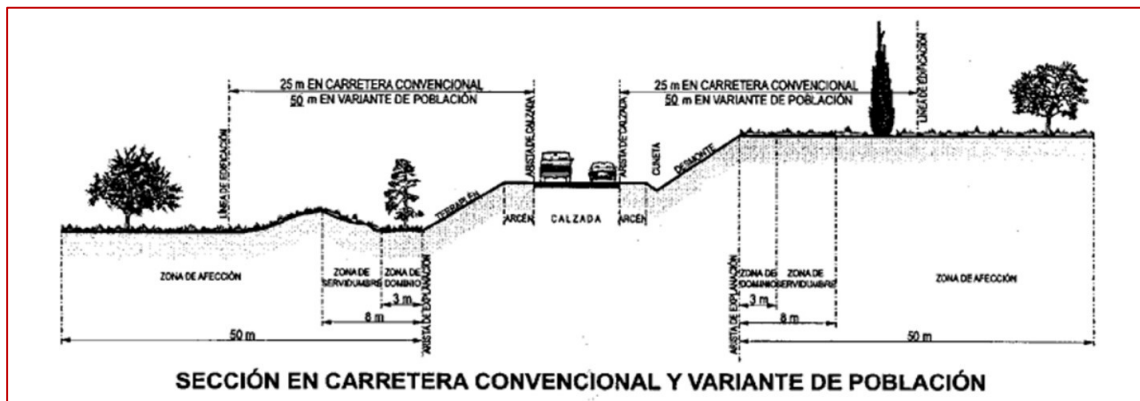 25 m EN CARRETERA CONVENCIONAL
50 m EN VARIANTE DE POBLACIÓN
25 m EN CARRETERA CONVENCIONAL
50 m EN VARIANTE DE POBLACIÓN
LÍNEA DE EDIFICACIÓN
ARISTA DE CALZADA
ARISTA DE CALZADA
LÍNEA DE EDIFICACIÓN
CUNETA
DESMONTE
TERRAPLÉN
ARCÉN
CALZADA
ARCÉN
ZONA DE AFECCIÓN
ZONA DE
SERVIDUMBRE
ZONA DE
DOMINIO
3 m
8 m
50 m
ARISTA DE EXPLANACIÓN
ARISTA DE EXPLANACIÓN
ZONA DE
DOMINIO
ZONA DE
SERVIDUMBRE
3 m
8 m
ZONA DE AFECCIÓN
50 m
SECCIÓN EN CARRETERA CONVENCIONAL Y VARIANTE DE POBLACIÓN